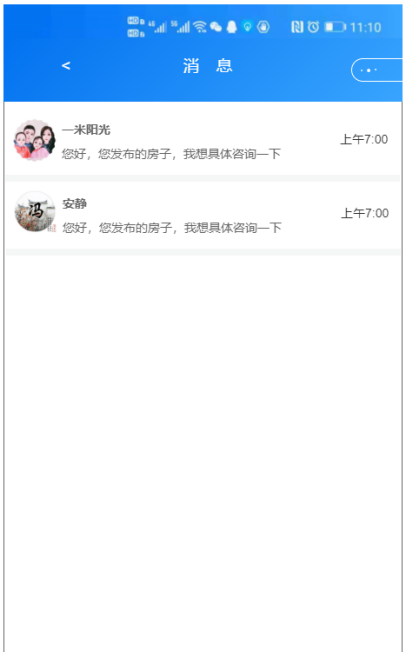 11:10
<
消 息
一米阳光
上午7:00
您好，您发布的房子，我想具体咨询一下
安静
上午7:00
您好，您发布的房子，我想具体咨询一下
冯